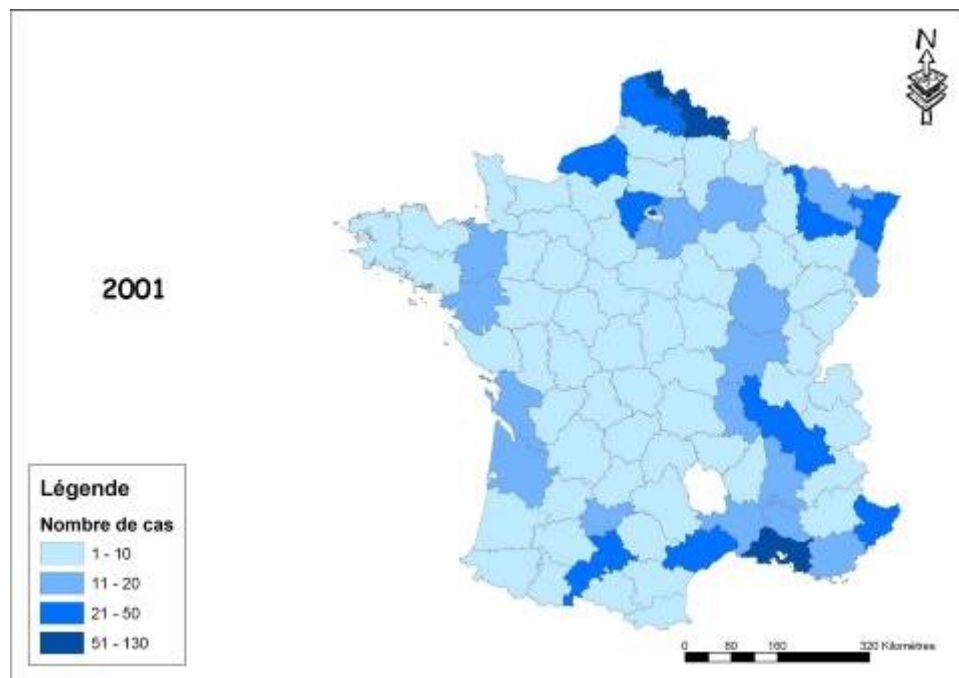 N
2001
Légende
Nombre de cas
1 - 10
11 - 20
21 - 50
51 - 130
0 80 160 320 Kilomètres